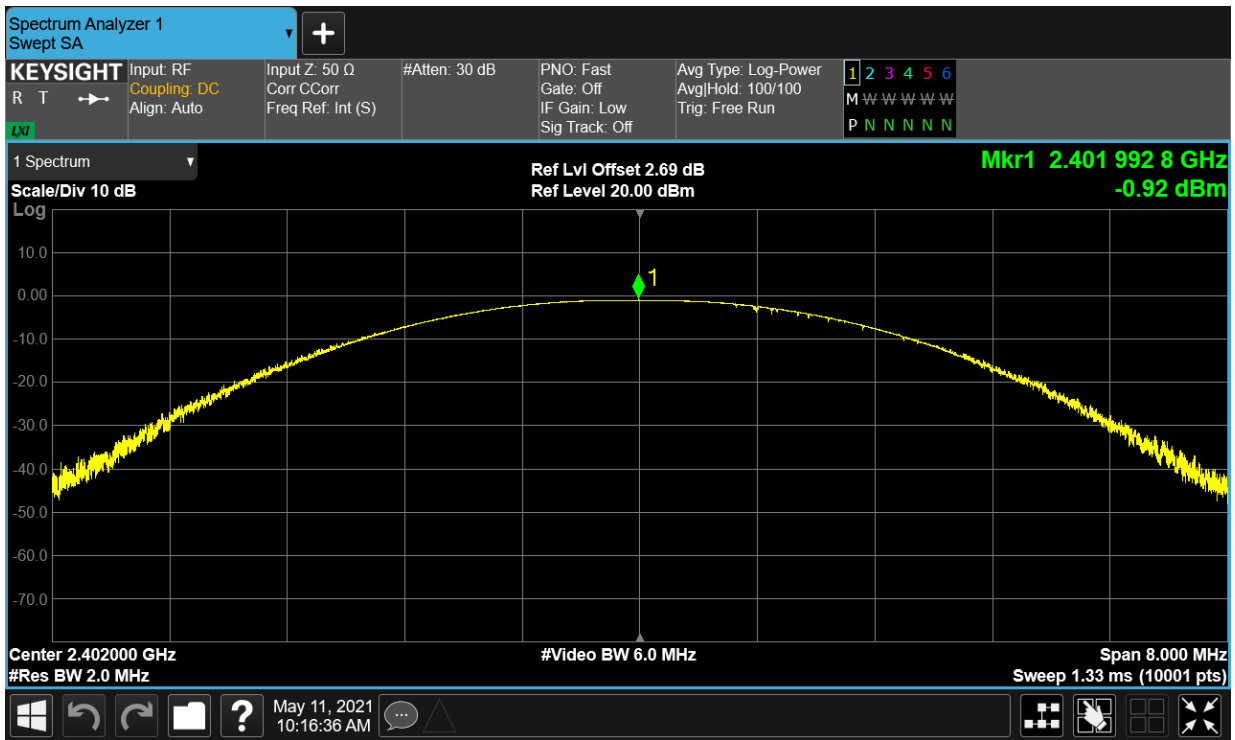 Spectrum Analyzer 1
Swept SA
KEYSIGHT
R T
LXI
Input: RF
Coupling: DC
Align: Auto
Input Z: 50 Ω
Corr CCorr
Freq Ref: Int (S)
#Atten: 30 dB
PNO: Fast
Gate: Off
IF Gain: Low
Sig Track: Off
Avg Type: Log-Power
Avg|Hold: 100/100
Trig: Free Run
1 2 3 4 5 6
M W W W W W
P N N N N N
1 Spectrum
Scale/Div 10 dB
Log
Ref Lvl Offset 2.69 dB
Ref Level 20.00 dBm
Mkr1 2.401 992 8 GHz
-0.92 dBm
1
10.0
0.00
-10.0
-20.0
-30.0
-40.0
-50.0
-60.0
-70.0
Center 2.402000 GHz
#Res BW 2.0 MHz
#Video BW 6.0 MHz
Span 8.000 MHz
Sweep 1.33 ms (10001 pts)
?
May 11, 2021
10:16:36 AM